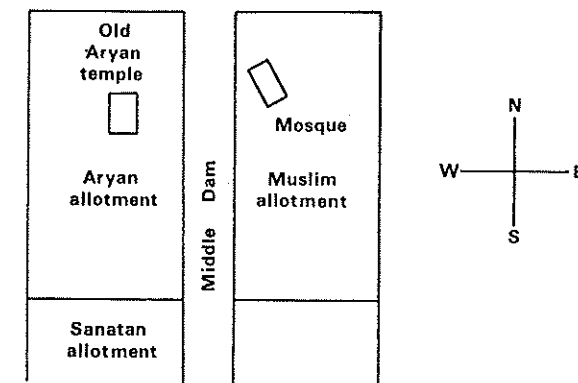 Old
Aryan
temple
Aryan
allotment
Sanatan
allotment
Middle Dam
Mosque
Muslim
allotment
N
W
E
S